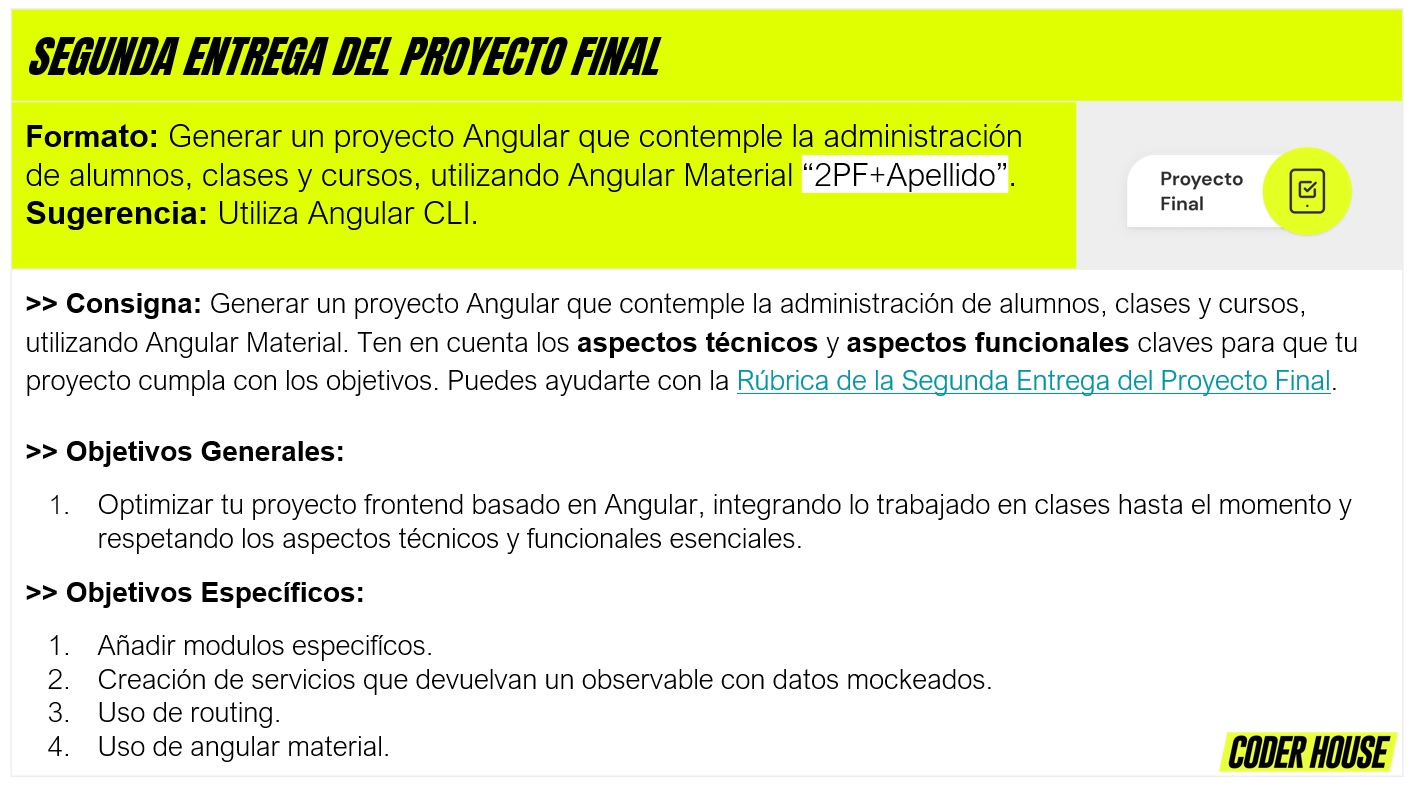 SEGUNDA ENTREGA DEL PROYECTO FINAL
Formato: Generar un proyecto Angular que contemple la administración
de alumnos, clases y cursos, utilizando Angular Material “2PF+Apellido”.
Sugerencia: Utiliza Angular CLI.
Proyecto
Final
>> Consigna: Generar un proyecto Angular que contemple la administración de alumnos, clases y cursos,
utilizando Angular Material. Ten en cuenta los aspectos técnicos y aspectos funcionales claves para que tu
proyecto cumpla con los objetivos. Puedes ayudarte con la Rúbrica de la Segunda Entrega del Proyecto Final.
>> Objetivos Generales:
1. Optimizar tu proyecto frontend basado en Angular, integrando lo trabajado en clases hasta el momento y
respetando los aspectos técnicos y funcionales esenciales.
>> Objetivos Específicos:
1. Añadir modulos especifícos.
2. Creación de servicios que devuelvan un observable con datos mockeados.
3. Uso de routing.
4. Uso de angular material.
CODER HOUSE